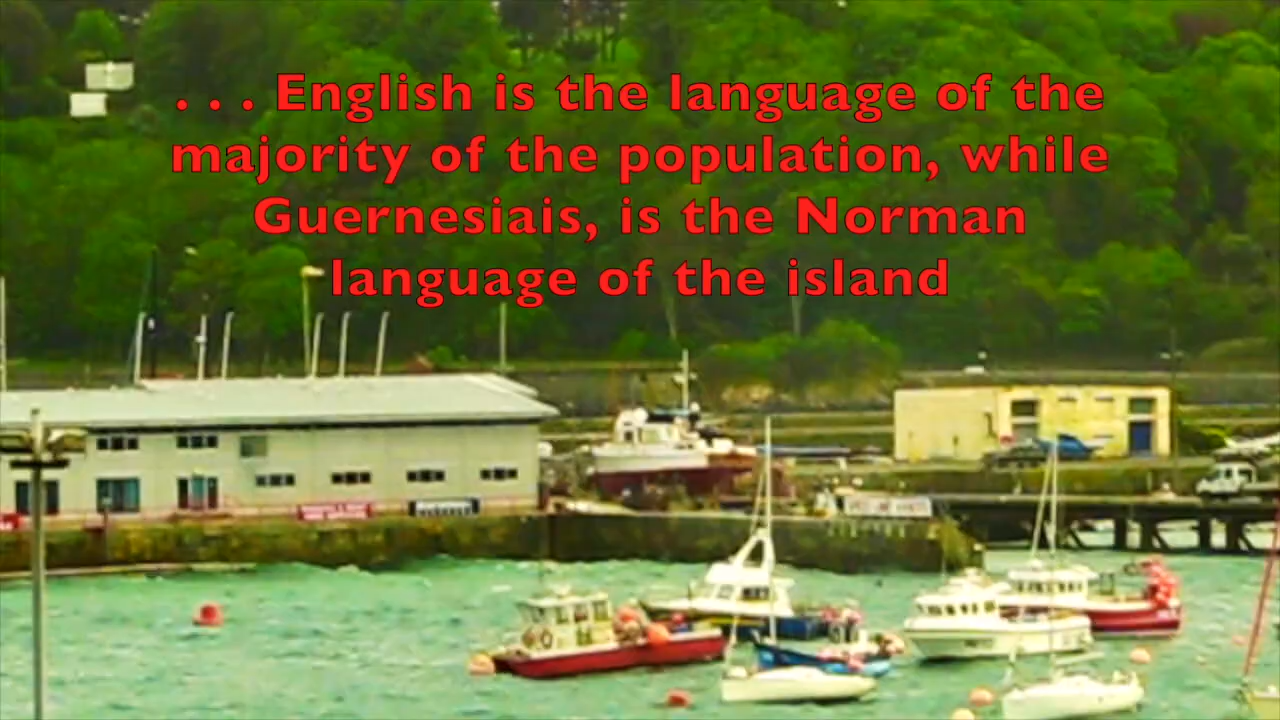 . . . English is the language of the
majority of the population, while
Guernesiais, is the Norman
language of the island